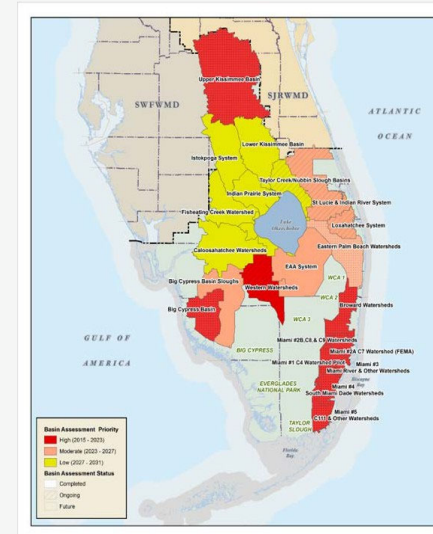 Upper Kissimmee Basin
SWFWMD
SJRWMD
ATLANTIC
OCEAN
Lower Kissimmee Basin
Istokpoga System
Taylor Creek/Nubbin Slough Basins
Indian Prairie System
St Lucie & Indian River System
Fisheating Creek Watershed
Lake
Okeechobee
Loxahatchee System
Eastern Palm Beach Watersheds
Caloosahatchee Watersheds
EAA System
Big Cypress Basin Sloughs
WCA 1
Western Watersheds
WCA 2
Big Cypress Basin
Broward Watersheds
WCA 3
GULF OF
AMERICA
Miami #2B,C8 & C9 Watersheds
BIG CYPRESS
Miami #2A C7 Watershed (FEMA)
Miami #1 C4 Watershed Pilot
Miami #3
Miami River & Other Watersheds
Biscayne
Bay
EVERGLADES
NATIONAL PARK
Miami #4
South Miami Dade Watersheds
Miami #5
C111 & Other Watersheds
TAYLOR
SLOUGH
Florida
Bay
Basin Assessment Priority
High (2015 - 2023)
Moderate (2023 - 2027)
Low (2027 - 2031)
Basin Assessment Status
Completed
Ongoing
Future